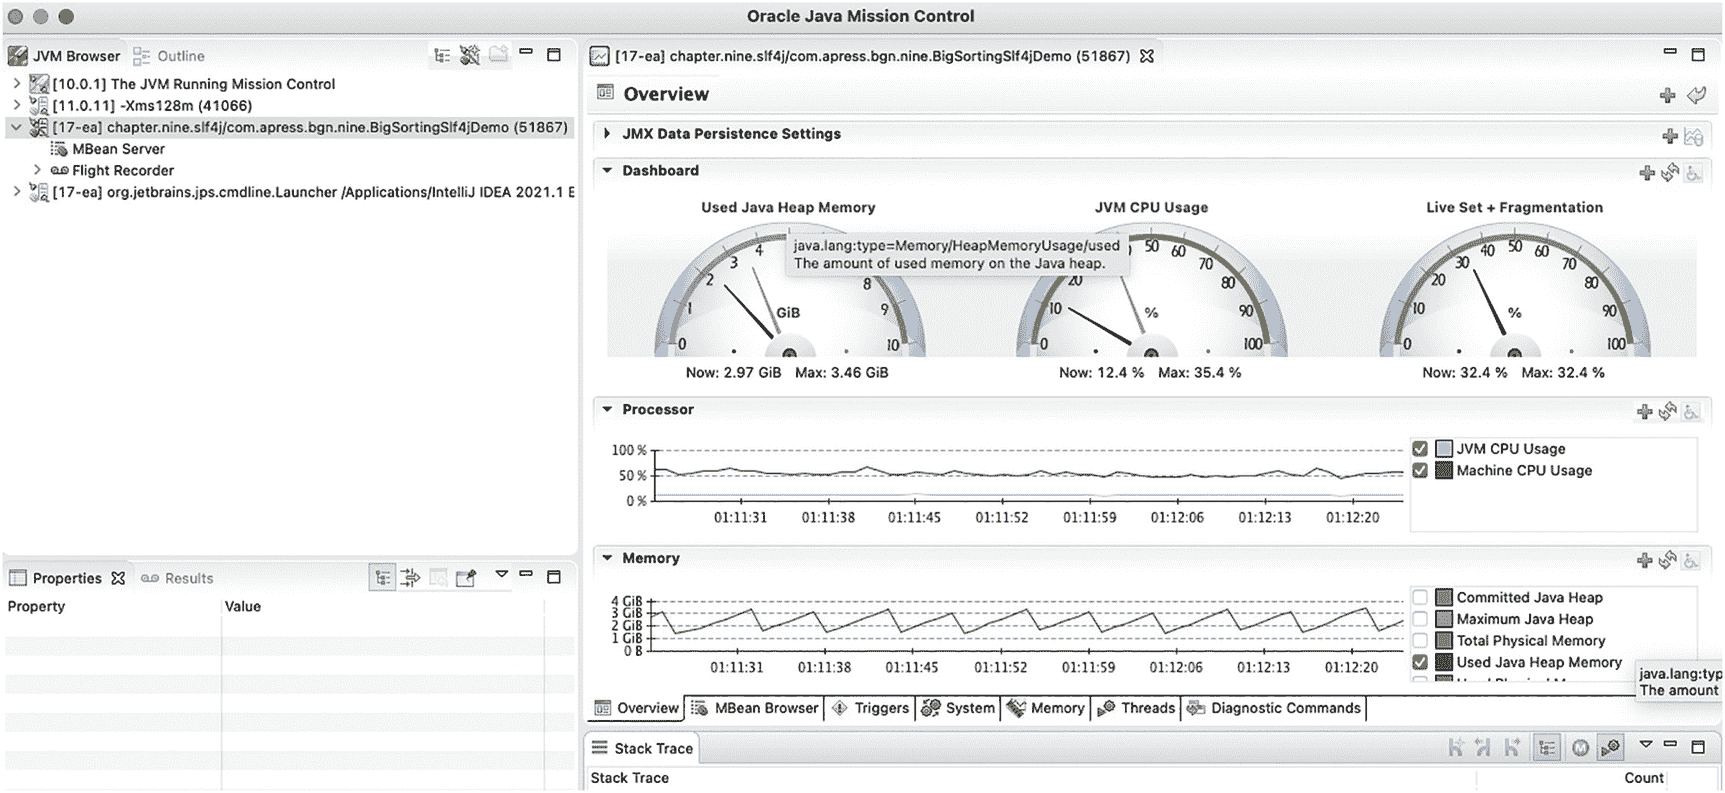 Oracle Java Mission Control
JVM Browser
Outline
[10.0.1] The JVM Running Mission Control
[11.0.11] -Xms128m (41066)
[17-ea] chapter.nine.slf4j/com.apress.bgn.nine.BigSortingSlf4jDemo (51867)
MBean Server
Flight Recorder
[17-ea] org.jetbrains.jps.cmdline.Launcher /Applications/IntelliJ IDEA 2021.1 E
Properties
Results
Property Value
[17-ea] chapter.nine.slf4j/com.apress.bgn.nine.BigSortingSlf4jDemo (51867)
Overview
JMX Data Persistence Settings
Dashboard
Used Java Heap Memory
0 1 2 3 4 8 9 10
GiB
Now: 2.97 GiB Max: 3.46 GiB
java.lang:type=Memory/HeapMemoryUsage/used
The amount of used memory on the Java heap.
JVM CPU Usage
0 10 20 50 60 70 80 90 100
%
Now: 12.4 % Max: 35.4 %
Live Set + Fragmentation
0 10 20 30 40 50 60 70 80 90 100
%
Now: 32.4 % Max: 32.4 %
Processor
100 %
50 %
0 %
01:11:31 01:11:38 01:11:45 01:11:52 01:11:59 01:12:06 01:12:13 01:12:20
JVM CPU Usage
Machine CPU Usage
Memory
4 GiB
3 GiB
2 GiB
1 GiB
0 B
01:11:31 01:11:38 01:11:45 01:11:52 01:11:59 01:12:06 01:12:13 01:12:20
Committed Java Heap
Maximum Java Heap
Total Physical Memory
Used Java Heap Memory
java.lang:typ
The amount
Overview MBean Browser Triggers System Memory Threads Diagnostic Commands
Stack Trace
Stack Trace Count